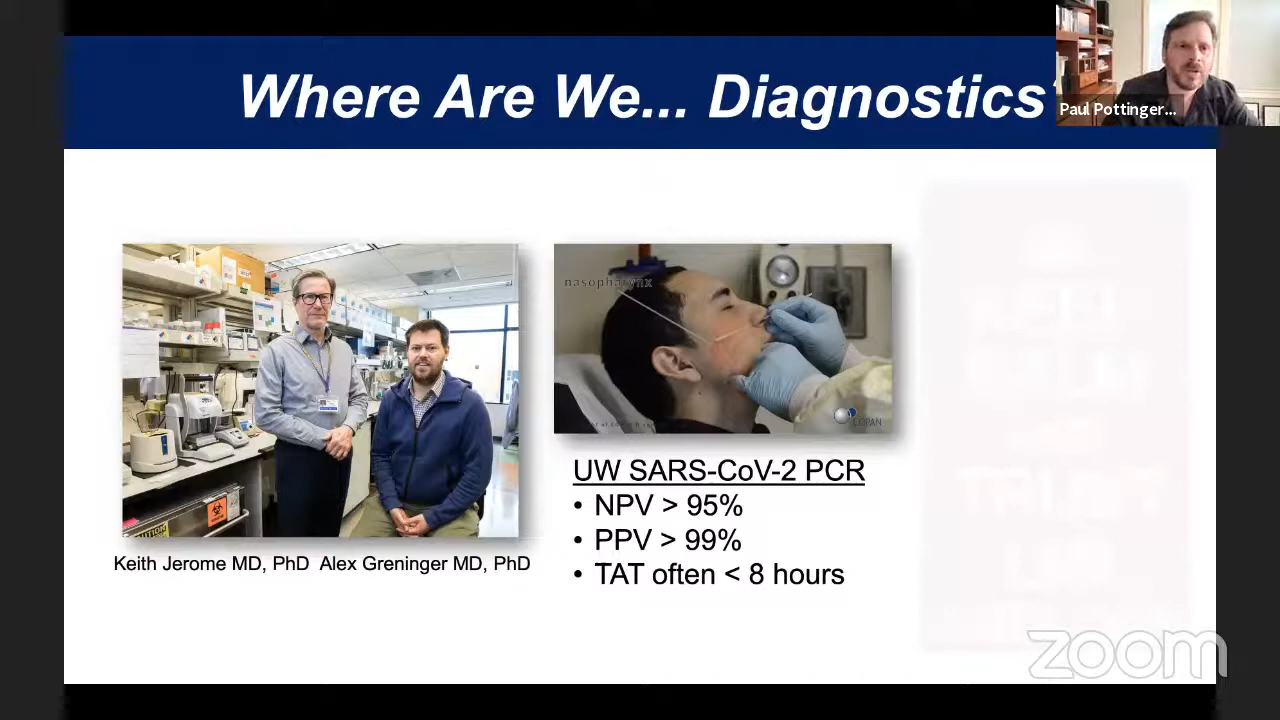 Where Are We... Diagnostics
Paul Pottinger...
nasopharynx
COPAN
Keith Jerome MD, PhD Alex Greninger MD, PhD
UW SARS-CoV-2 PCR
• NPV > 95%
• PPV > 99%
• TAT often < 8 hours
zoom